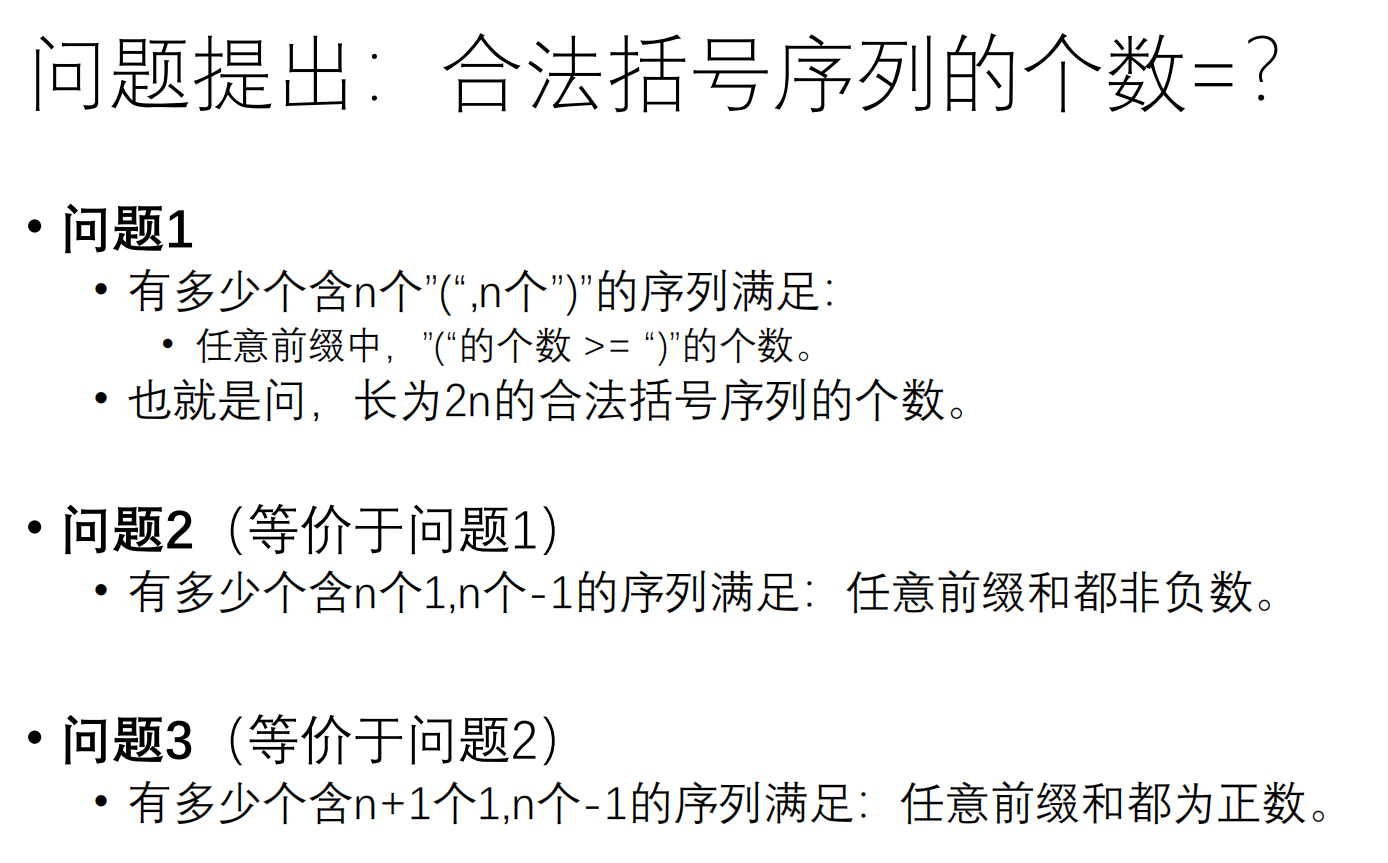 问题提出：合法括号序列的个数=？
• 问题1
• 有多少个含n个”(“,n个”)”的序列满足：
• 任意前缀中，”(“的个数 >= “)”的个数。
• 也就是问，长为2n的合法括号序列的个数。
• 问题2（等价于问题1）
• 有多少个含n个1,n个-1的序列满足：任意前缀和都非负数。
• 问题3（等价于问题2）
• 有多少个含n+1个1,n个-1的序列满足：任意前缀和都为正数。